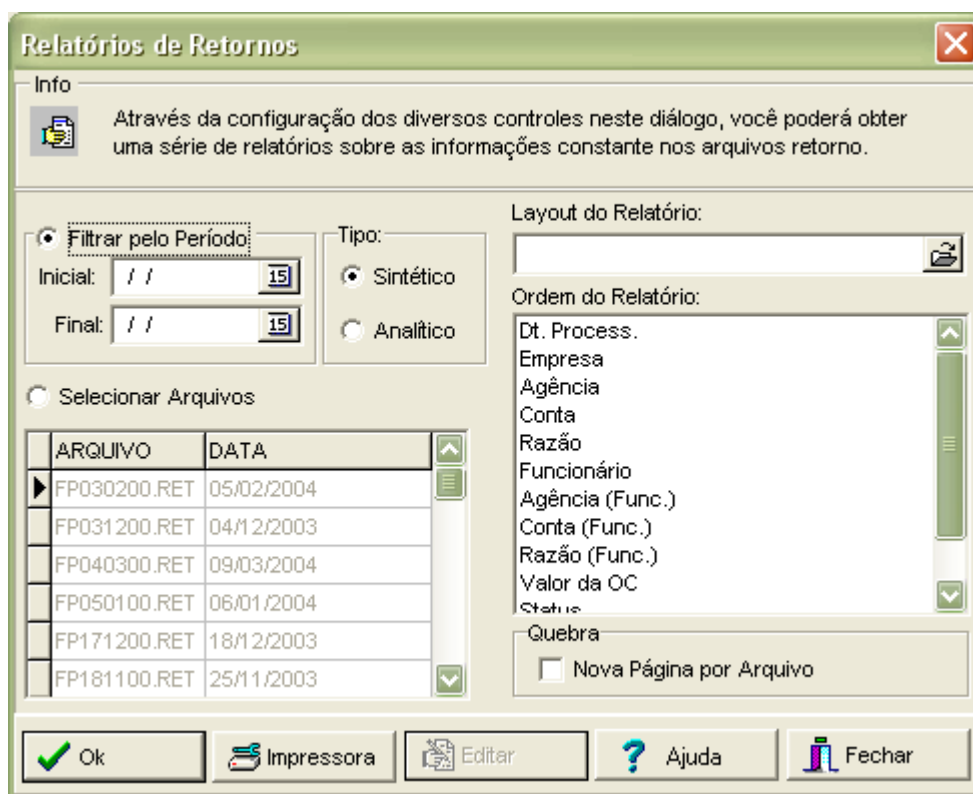 Relatórios de Retornos
Info
Através da configuração dos diversos controles neste diálogo, você poderá obter
uma série de relatórios sobre as informações constante nos arquivos retorno.
Filtrar pelo Período
Inicial: / / 15
Final: / / 15
Tipo:
Sintético
Analítico
Selecionar Arquivos
ARQUIVO DATA
FP030200.RET 05/02/2004
FP031200.RET 04/12/2003
FP040300.RET 09/03/2004
FP050100.RET 06/01/2004
FP171200.RET 18/12/2003
FP181100.RET 25/11/2003
Layout do Relatório:
Ordem do Relatório:
Dt. Process.
Empresa
Agência
Conta
Razão
Funcionário
Agência (Func.)
Conta (Func.)
Razão (Func.)
Valor da OC
Status
Quebra
Nova Página por Arquivo
Ok Impressora Editar Ajuda Fechar